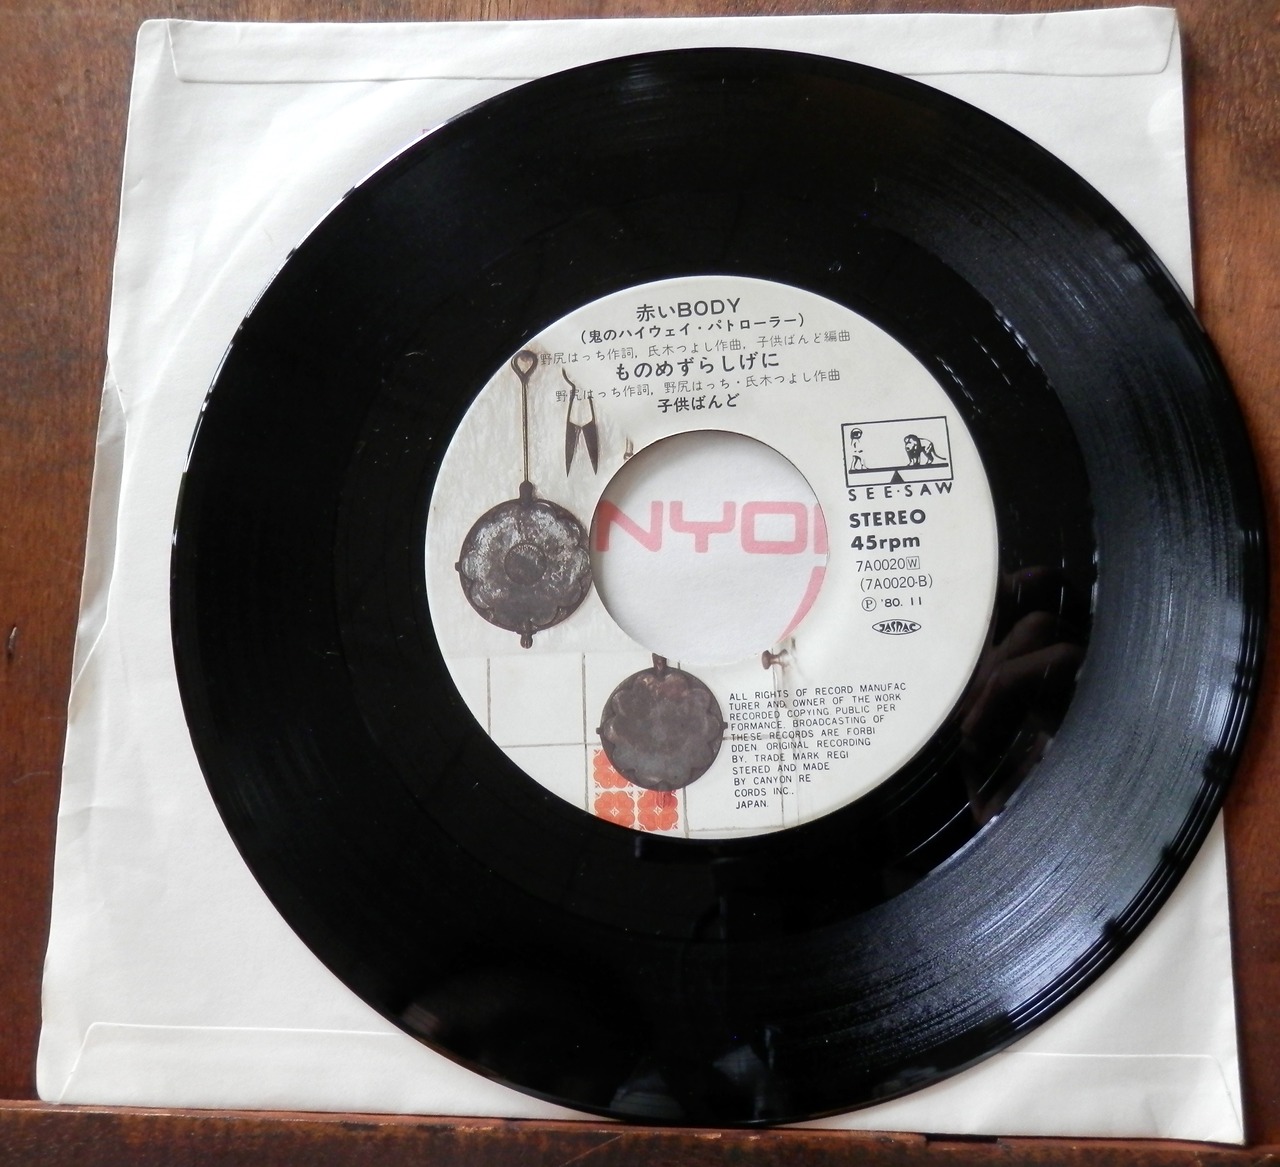 赤いBODY
(鬼のハイウェイ・パトローラー)
野尻はっち作詞, 氏木つよし作曲, 子供ばんど編曲
ものめずらしげに
野尻はっち作詞, 野尻はっち・氏木つよし作曲
子供ばんど
NYO
SEE・SAW
STEREO
45rpm
7A0020W
(7A0020-B)
Ⓟ '80. 11
JASRAC
ALL RIGHTS OF RECORD MANUFAC
TURER AND OWNER OF THE WORK
RECORDED COPYING PUBLIC PER
FORMANCE. BROADCASTING OF
THESE RECORDS ARE FORBI
DDEN ORIGINAL RECORDING
BY. TRADE MARK REGI
STERED AND MADE
BY CANYON RE
CORDS INC..
JAPAN.